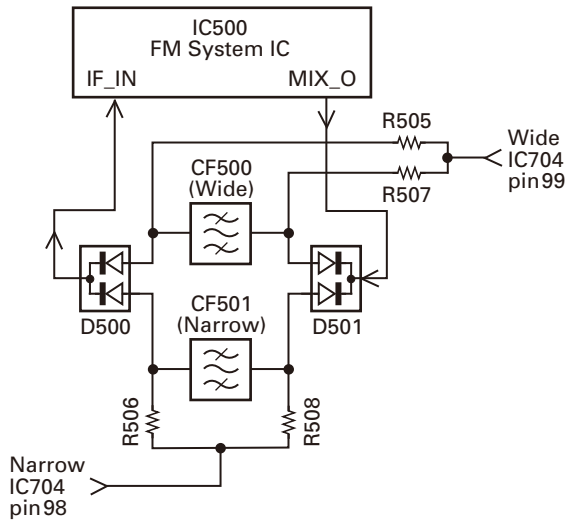 IC500
FM System IC
IF_IN
MIX_O
R505
Wide
IC704
pin99
R507
CF500
(Wide)
D500
D501
CF501
(Narrow)
R506
R508
Narrow
IC704
pin98